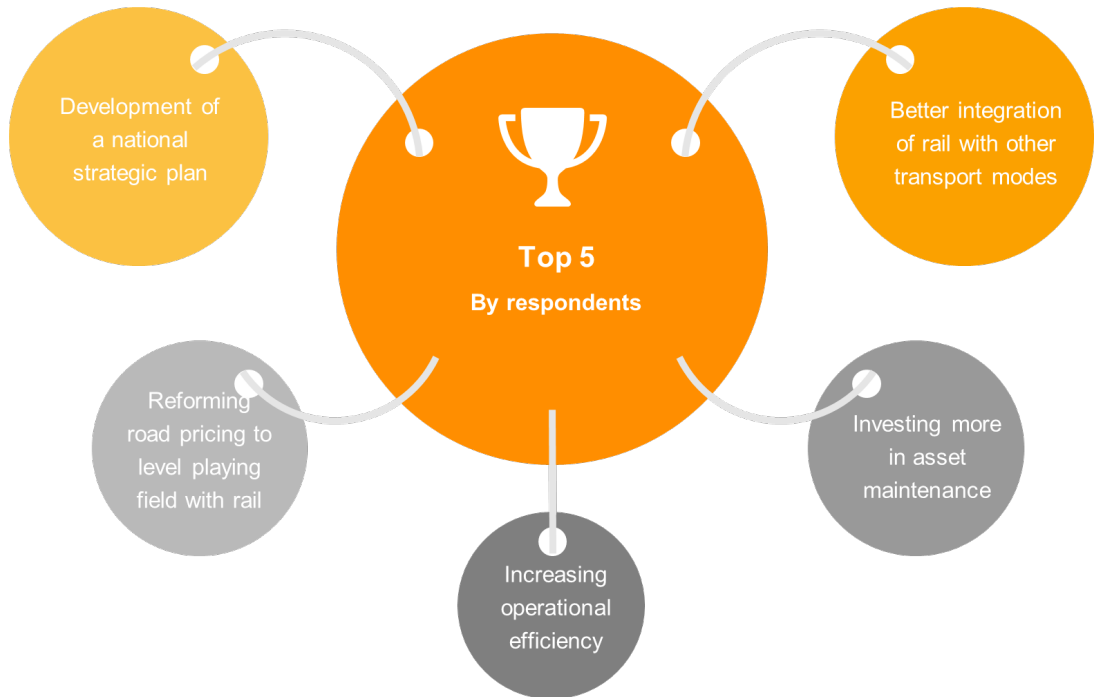 Development of
a national
strategic plan
Better integration
of rail with other
transport modes
Top 5
By respondents
Reforming
road pricing to
level playing
field with rail
Investing more
in asset
maintenance
Increasing
operational
efficiency